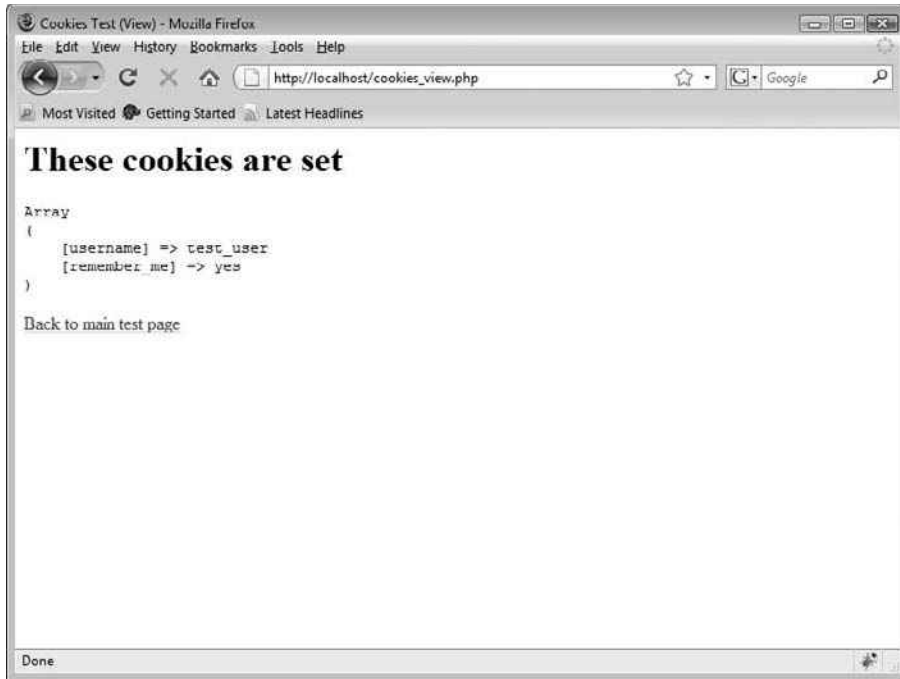 Cookies Test (View) - Mozilla Firefox
File Edit View History Bookmarks Tools Help
http://localhost/cookies_view.php
G Google
Most Visited Getting Started Latest Headlines
These cookies are set
Array
(
[username] => test_user
[remember_me] => yes
)
Back to main test page
Done